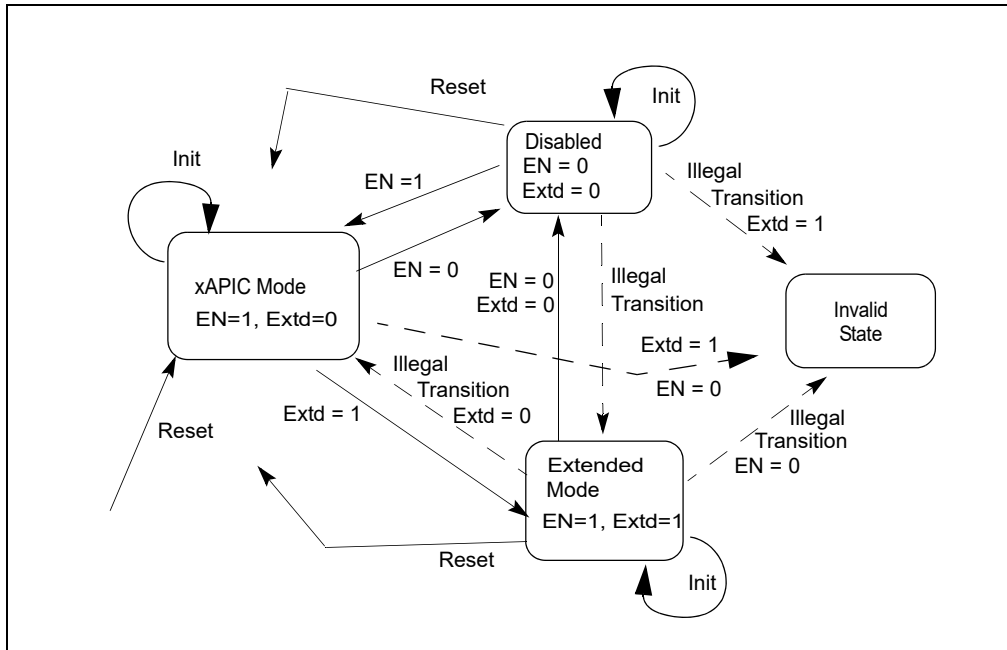 Reset
Init
Disabled
EN = 0
Extd = 0
Illegal
Transition
Extd = 1
Init
EN =1
xAPIC Mode
EN=1, Extd=0
EN = 0
EN = 0
Extd = 0
Illegal
Transition
Invalid
State
Extd = 1
EN = 0
Illegal
Transition
Extd = 0
Extd = 1
Reset
Illegal
Transition
EN = 0
Extended
Mode
EN=1, Extd=1
Reset
Init